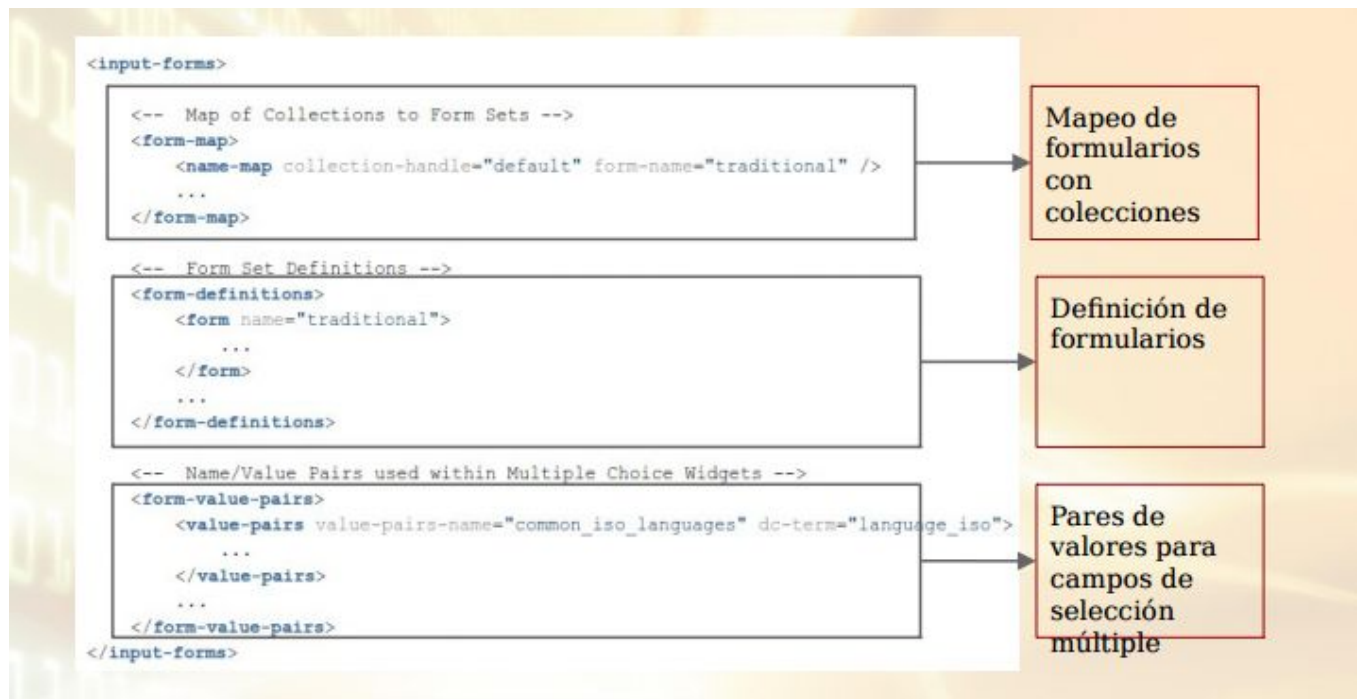 <input-forms>
<-- Map of Collections to Form Sets -->
<form-map>
<name-map collection-handle="default" form-name="traditional" />
...
</form-map>
Mapeo de
formularios
con
colecciones
<-- Form Set Definitions -->
<form-definitions>
<form name="traditional">
...
</form>
...
</form-definitions>
Definición de
formularios
<-- Name/Value Pairs used within Multiple Choice Widgets -->
<form-value-pairs>
<value-pairs value-pairs-name="common_iso_languages" dc-term="language_iso">
...
</value-pairs>
...
</form-value-pairs>
Pares de
valores para
campos de
selección
múltiple
</input-forms>